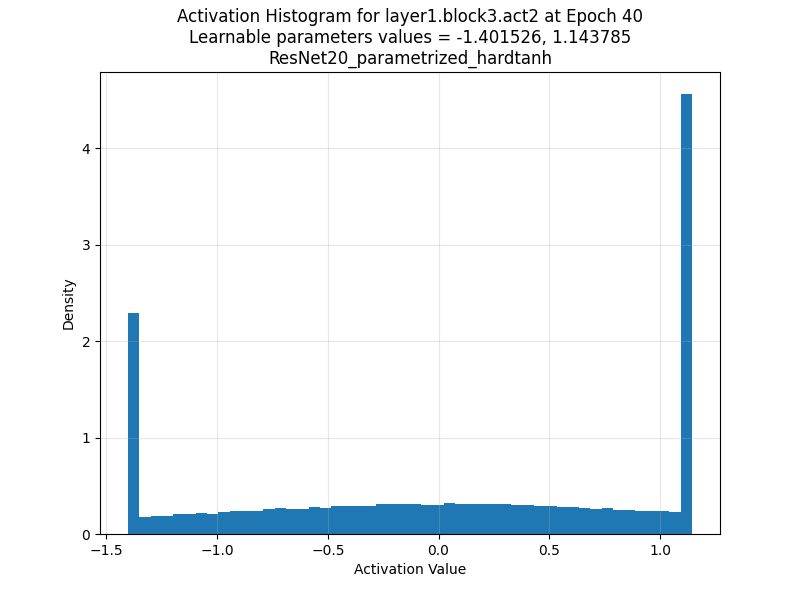 Activation Histogram for layer1.block3.act2 at Epoch 40
Learnable parameters values = -1.401526, 1.143785
ResNet20_parametrized_hardtanh
Density
4
3
2
1
0
−1.5 −1.0 −0.5 0.0 0.5 1.0
Activation Value